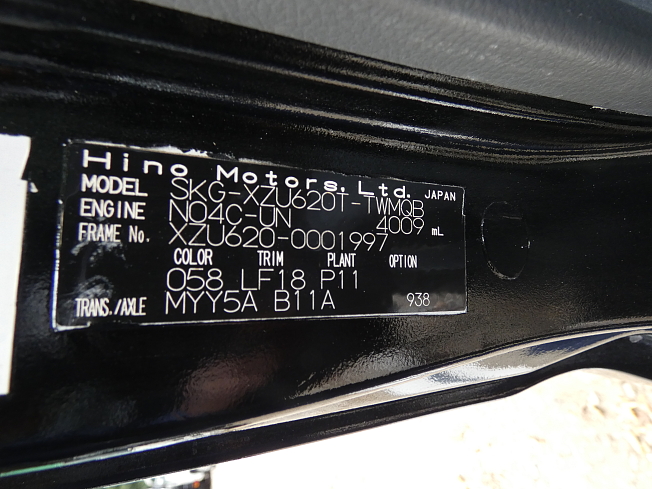 Hino Motors, Ltd. JAPAN
MODEL SKG-XZU620T-TWMQB
ENGINE N04C-UN 4009 mL
FRAME No. XZU620-0001997
COLOR TRIM PLANT OPTION
058 LF18 P11
TRANS./AXLE MYY5A B11A 938